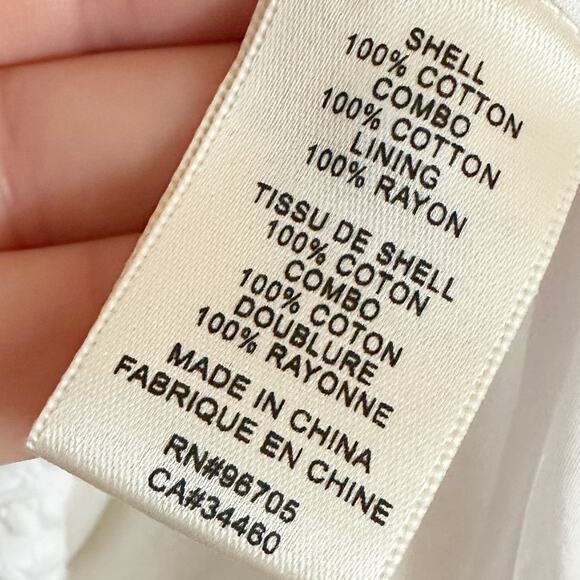 SHELL
100% COTTON
COMBO
100% COTTON
LINING
100% RAYON
TISSU DE SHELL
100% COTON
COMBO
100% COTON
DOUBLURE
100% RAYONNE
MADE IN CHINA
FABRIQUE EN CHINE
RN#96705
CA#34460